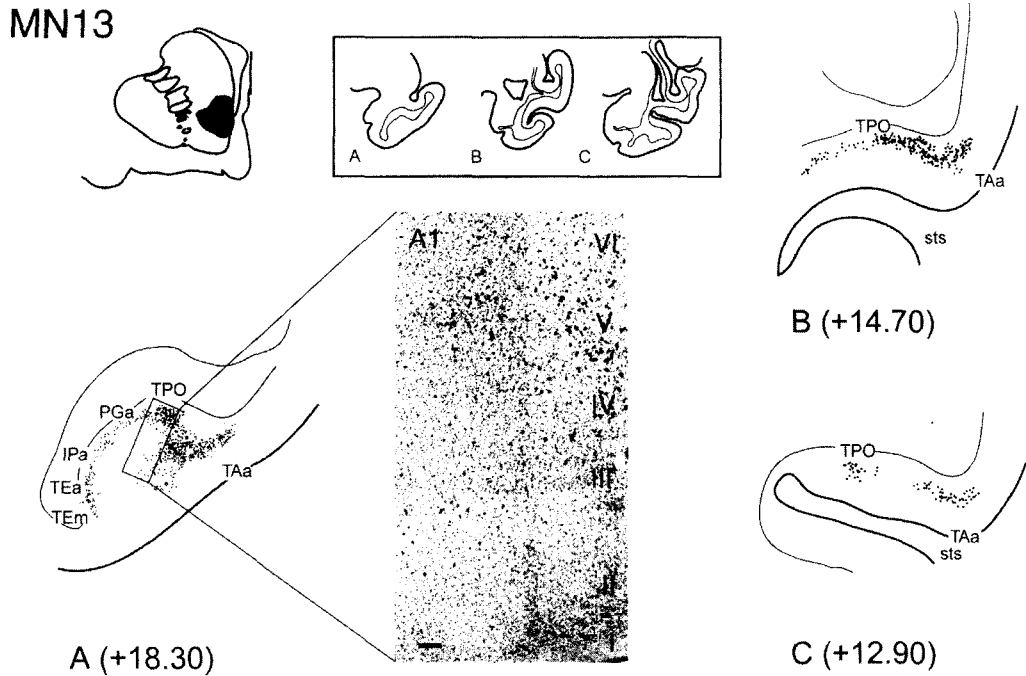 MN13
A
B
C
TPO
TAa
sts
B (+14.70)
A1
VI
V
IV
III
II
I
TPO
PGa
IPa
TEa
TEm
TAa
A (+18.30)
TPO
TAa
sts
C (+12.90)